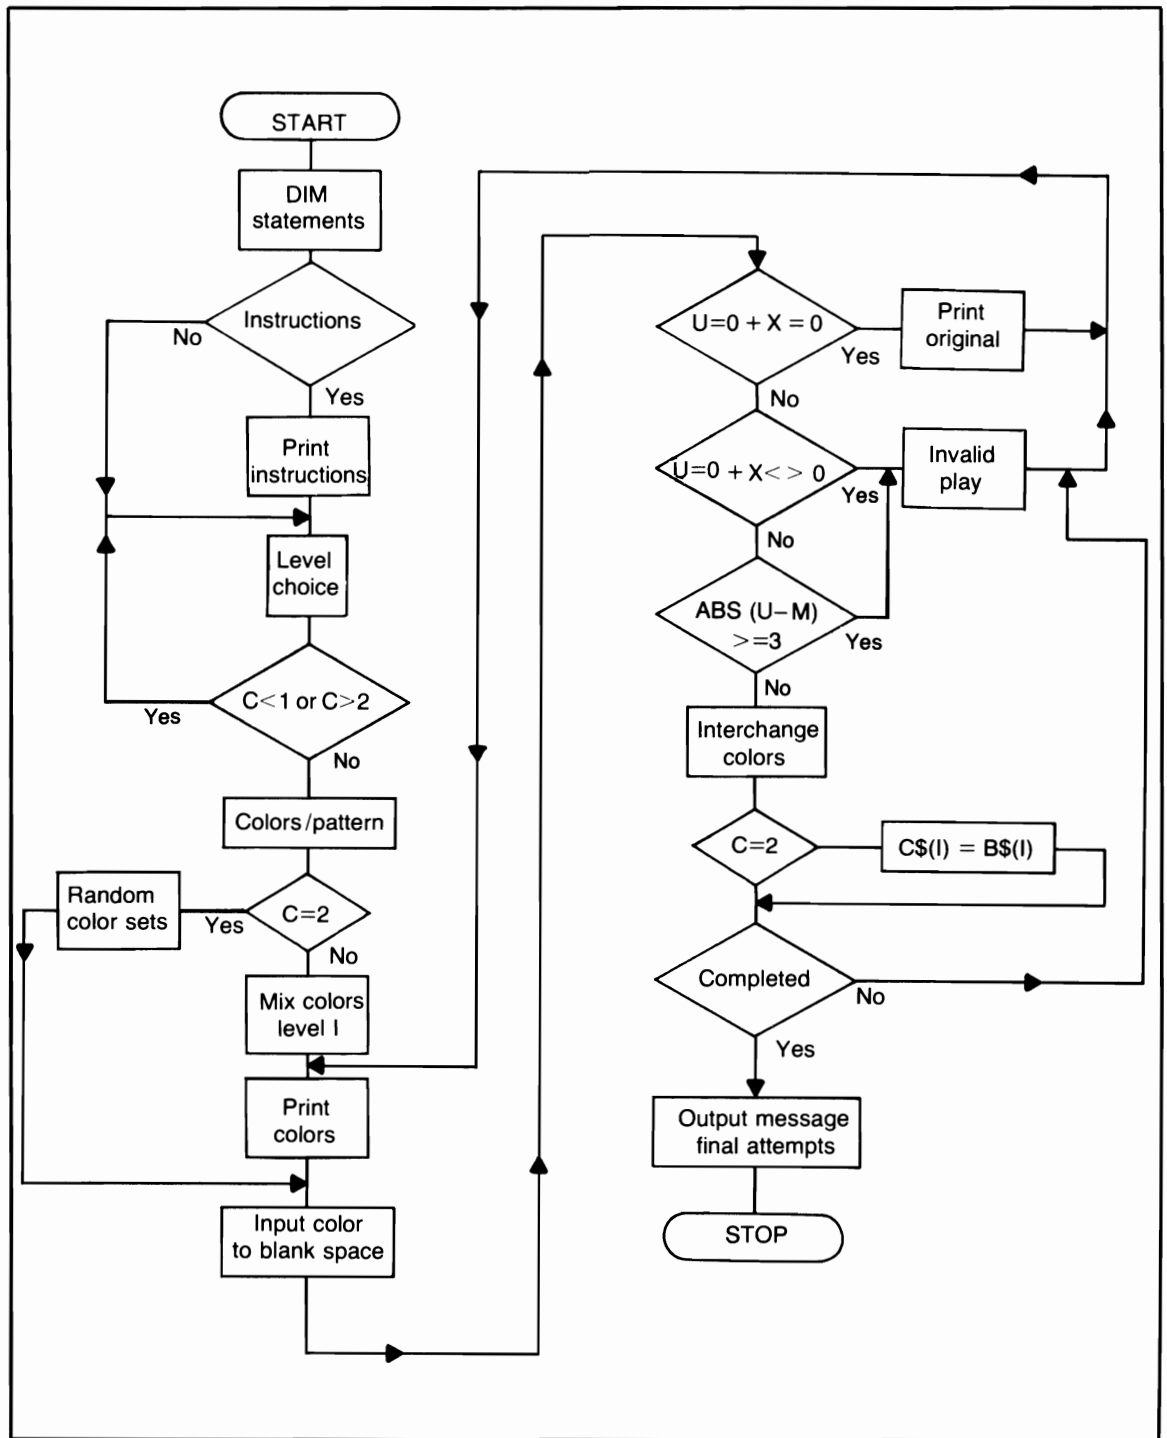 START
DIM
statements
Instructions
No
Yes
Print
instructions
Level
choice
C<1 or C>2
Yes
No
Colors/pattern
Random
color sets
Yes
C=2
No
Mix colors
level I
Print
colors
Input color
to blank space
U=0 + X = 0
Yes
Print
original
No
U=0 + X< > 0
Yes
Invalid
play
No
ABS (U–M)
>=3
Yes
No
Interchange
colors
C=2
C$(I) = B$(I)
Completed
No
Yes
Output message
final attempts
STOP